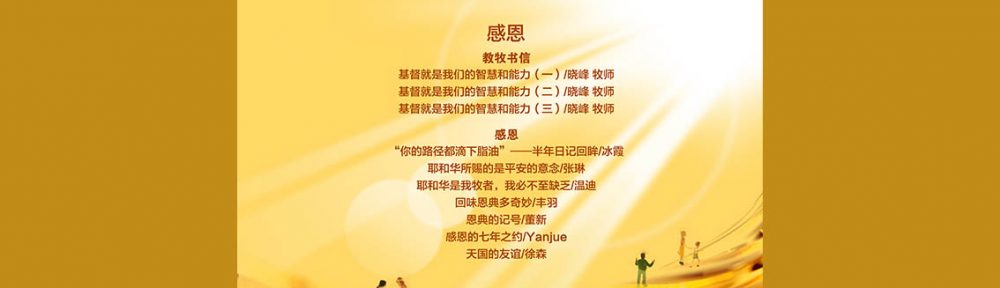 感恩
教牧书信
基督就是我们的智慧和能力（一）/晓峰 牧师
基督就是我们的智慧和能力（二）/晓峰 牧师
基督就是我们的智慧和能力（三）/晓峰 牧师
感恩
“你的路径都滴下脂油”——半年日记回眸/冰霞
耶和华所赐的是平安的意念/张琳
耶和华是我牧者，我必不至缺乏/温迪
回味恩典多奇妙/丰羽
恩典的记号/董新
感恩的七年之约/Yanjue
天国的友谊/徐森